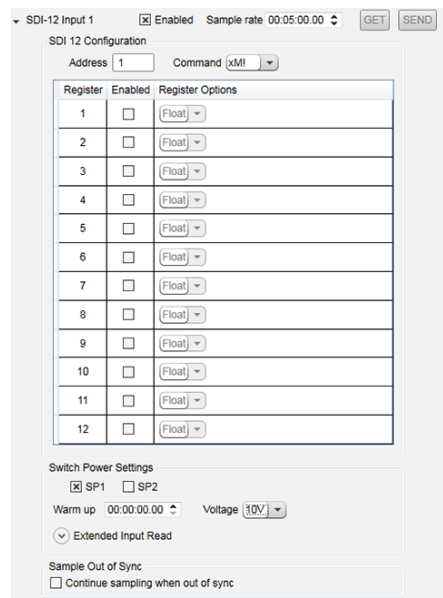 SDI-12 Input 1 Enabled Sample rate 00:05:00.00 GET SEND
SDI 12 Configuration
Address 1 Command xM!
Register Enabled Register Options
1 Float
2 Float
3 Float
4 Float
5 Float
6 Float
7 Float
8 Float
9 Float
10 Float
11 Float
12 Float
Switch Power Settings
SP1 SP2
Warm up 00:00:00.00 Voltage 10V
Extended Input Read
Sample Out of Sync
Continue sampling when out of sync